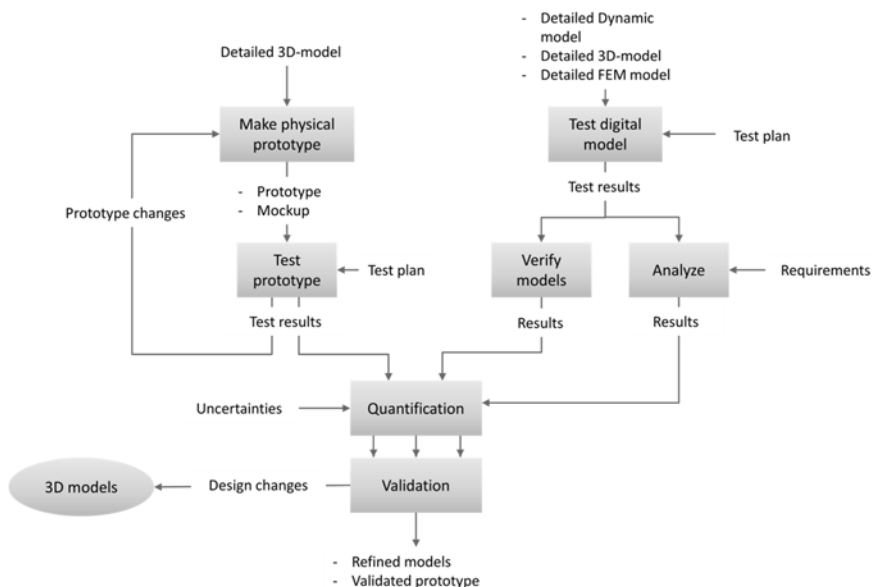 - Detailed Dynamic
model
- Detailed 3D-model
- Detailed FEM model
Detailed 3D-model
Make physical
prototype
Test digital
model
Test plan
- Prototype
- Mockup
Test results
Prototype changes
Test
prototype
Test plan
Verify
models
Analyze
Requirements
Test results
Results
Results
Uncertainties
Quantification
3D models
Design changes
Validation
- Refined models
- Validated prototype